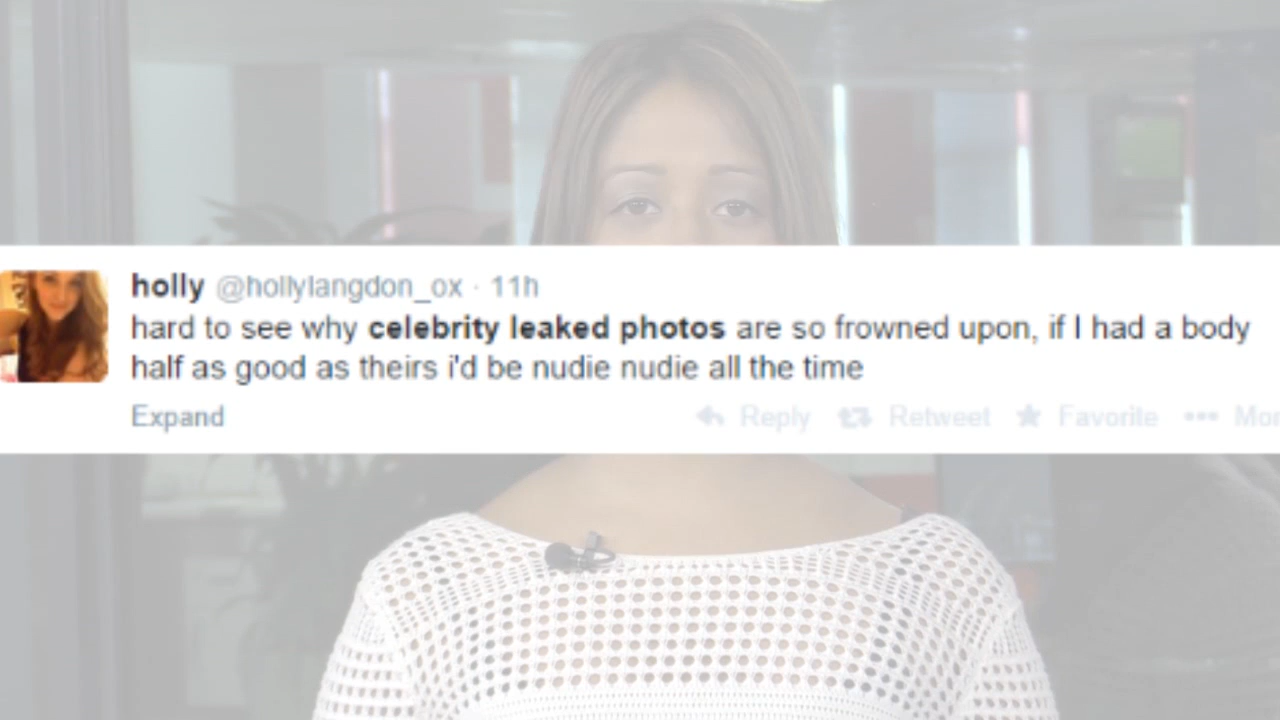 holly @hollylangdon_ox · 11h
hard to see why celebrity leaked photos are so frowned upon, if I had a body
half as good as theirs i'd be nudie nudie all the time
Expand Reply Retweet Favorite